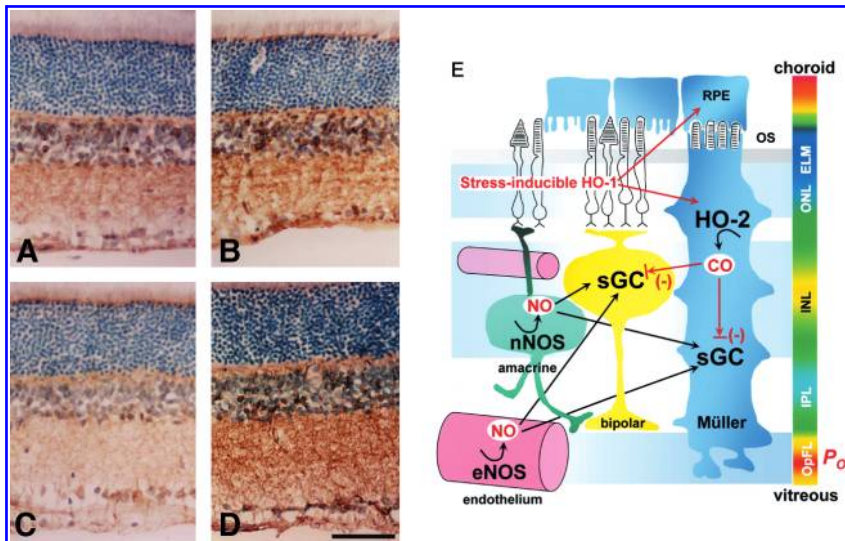 A
B
C
D
E
choroid
RPE
OS
Stress-inducible HO-1
ELM
ONL
HO-2
CO
sGC
(-)
NO
nNOS
amacrine
INL
(-)
sGC
IPL
NO
bipolar
Müller
eNOS
OpFL
endothelium
vitreous